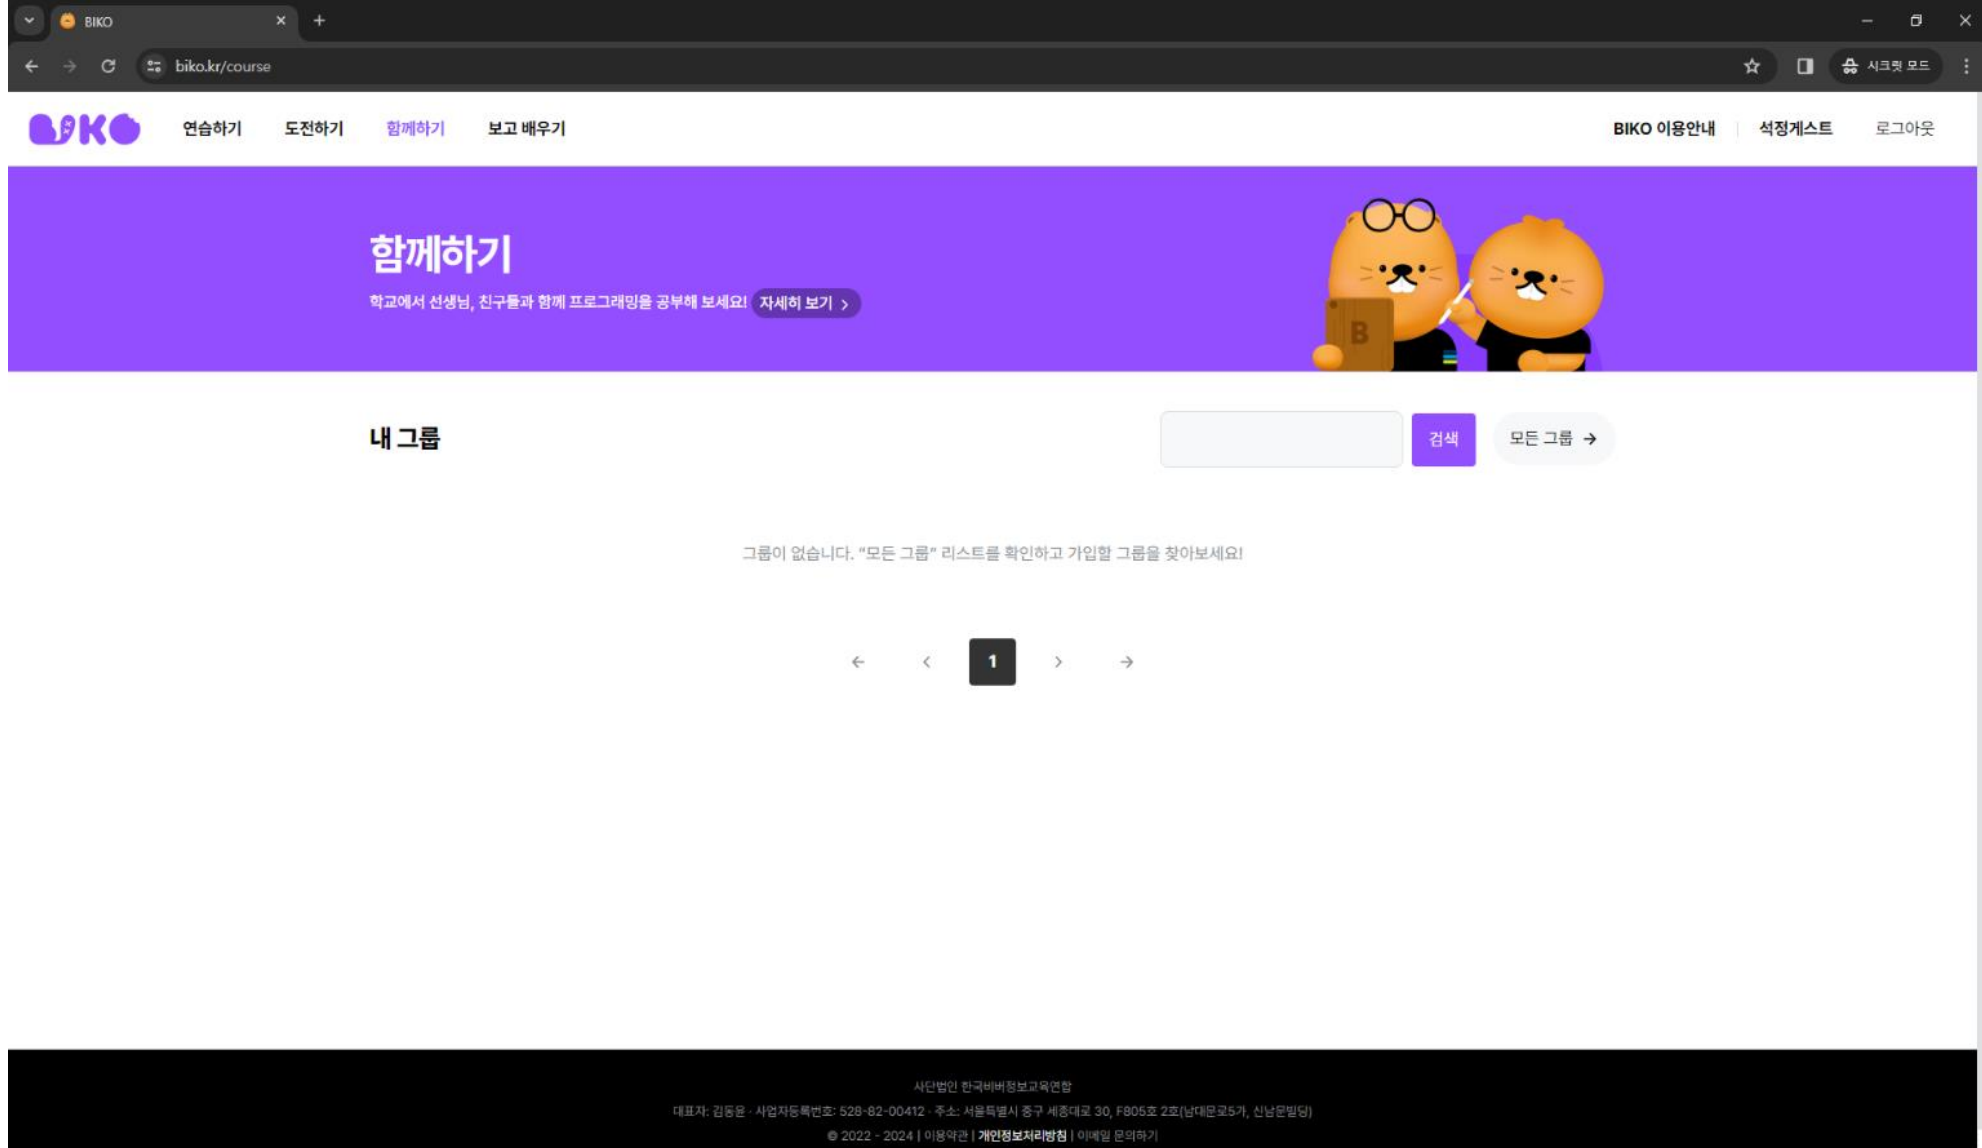 BIKO
biko.kr/course
시크릿 모드
BIKO 연습하기 도전하기 함께하기 보고 배우기 BIKO 이용안내 석정게스트 로그아웃
함께하기
학교에서 선생님, 친구들과 함께 프로그래밍을 공부해 보세요! 자세히 보기
B
내 그룹 검색 모든 그룹 →
그룹이 없습니다. “모든 그룹” 리스트를 확인하고 가입할 그룹을 찾아보세요!
← < 1 > →
사단법인 한국비버정보교육연합
대표자: 김동윤 · 사업자등록번호: 528-82-00412 · 주소: 서울특별시 중구 세종대로 30, F805호 2호(남대문로5가, 신남문빌딩)
© 2022 - 2024 | 이용약관 | 개인정보처리방침 | 이메일 문의하기